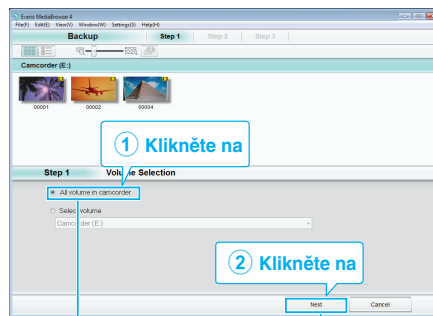 Everio MediaBrowser 4
File(F) Edit(E) View(V) Window(W) Settings(S) Help(H)
Backup Step 1 Step 2 Step 3
Camcorder (E:)
00001 00002 00004
① Klikněte na
Step 1 Volume Selection
All volume in camcorder
Select volume
Camcorder (E:)
② Klikněte na
Next Cancel